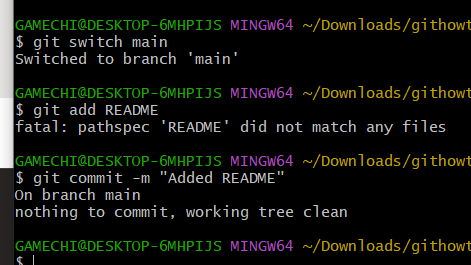 GAMECHI@DESKTOP-6MHPIJS MINGW64 ~/Downloads/githowt
$ git switch main
Switched to branch 'main'
GAMECHI@DESKTOP-6MHPIJS MINGW64 ~/Downloads/githowt
$ git add README
fatal: pathspec 'README' did not match any files
GAMECHI@DESKTOP-6MHPIJS MINGW64 ~/Downloads/githowt
$ git commit -m "Added README"
On branch main
nothing to commit, working tree clean
GAMECHI@DESKTOP-6MHPIJS MINGW64 ~/Downloads/githowt
$